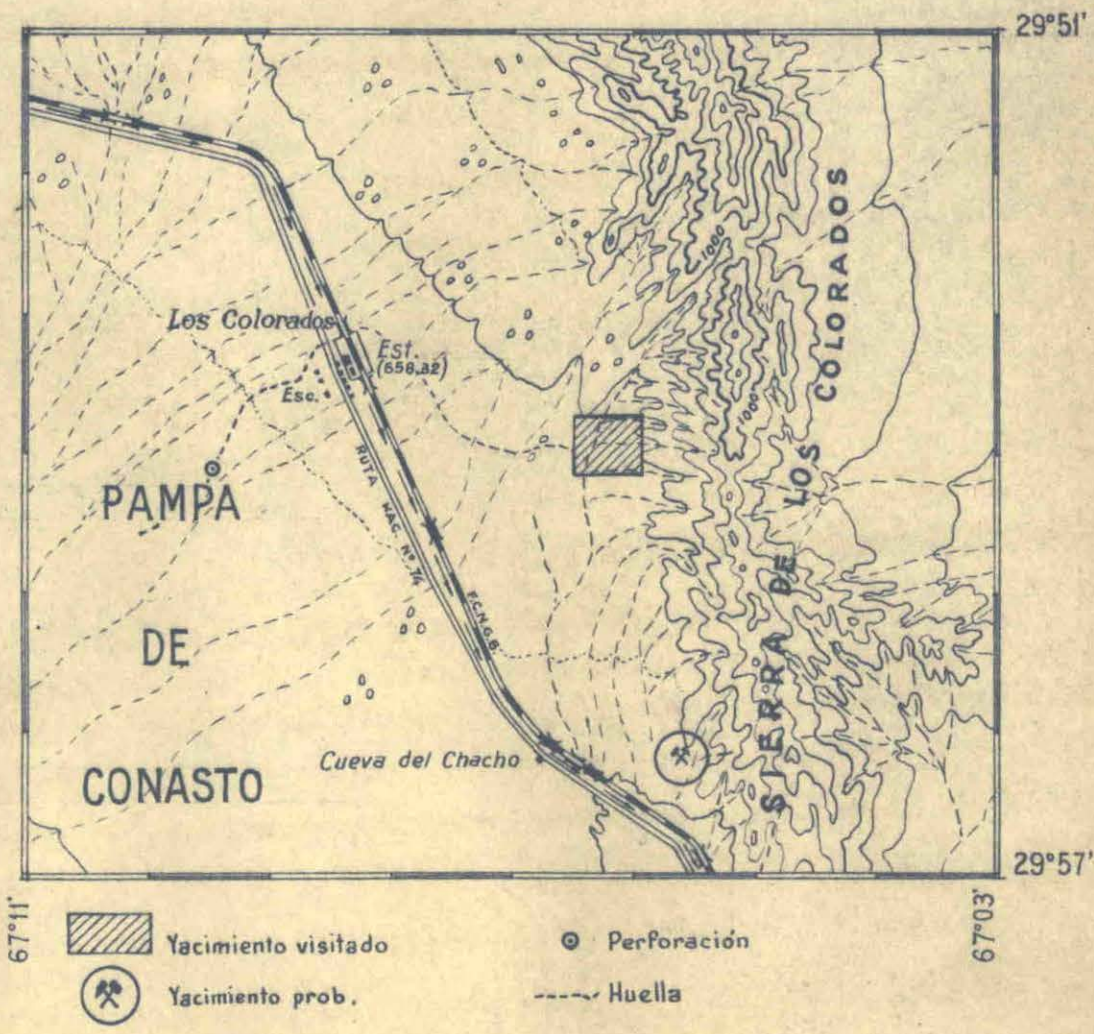 29°51'
Los Colorados
Est.
(658.32)
Esc.
1000
1000
RUTA NAC. Nº 74
F.C.N.G.B.
PAMPA
DE
CONASTO
SIERRA DE LOS COLORADOS
Cueva del Chacho
29°57'
67°11'
67°03'
Yacimiento visitado
Perforación
Yacimiento prob.
Huella